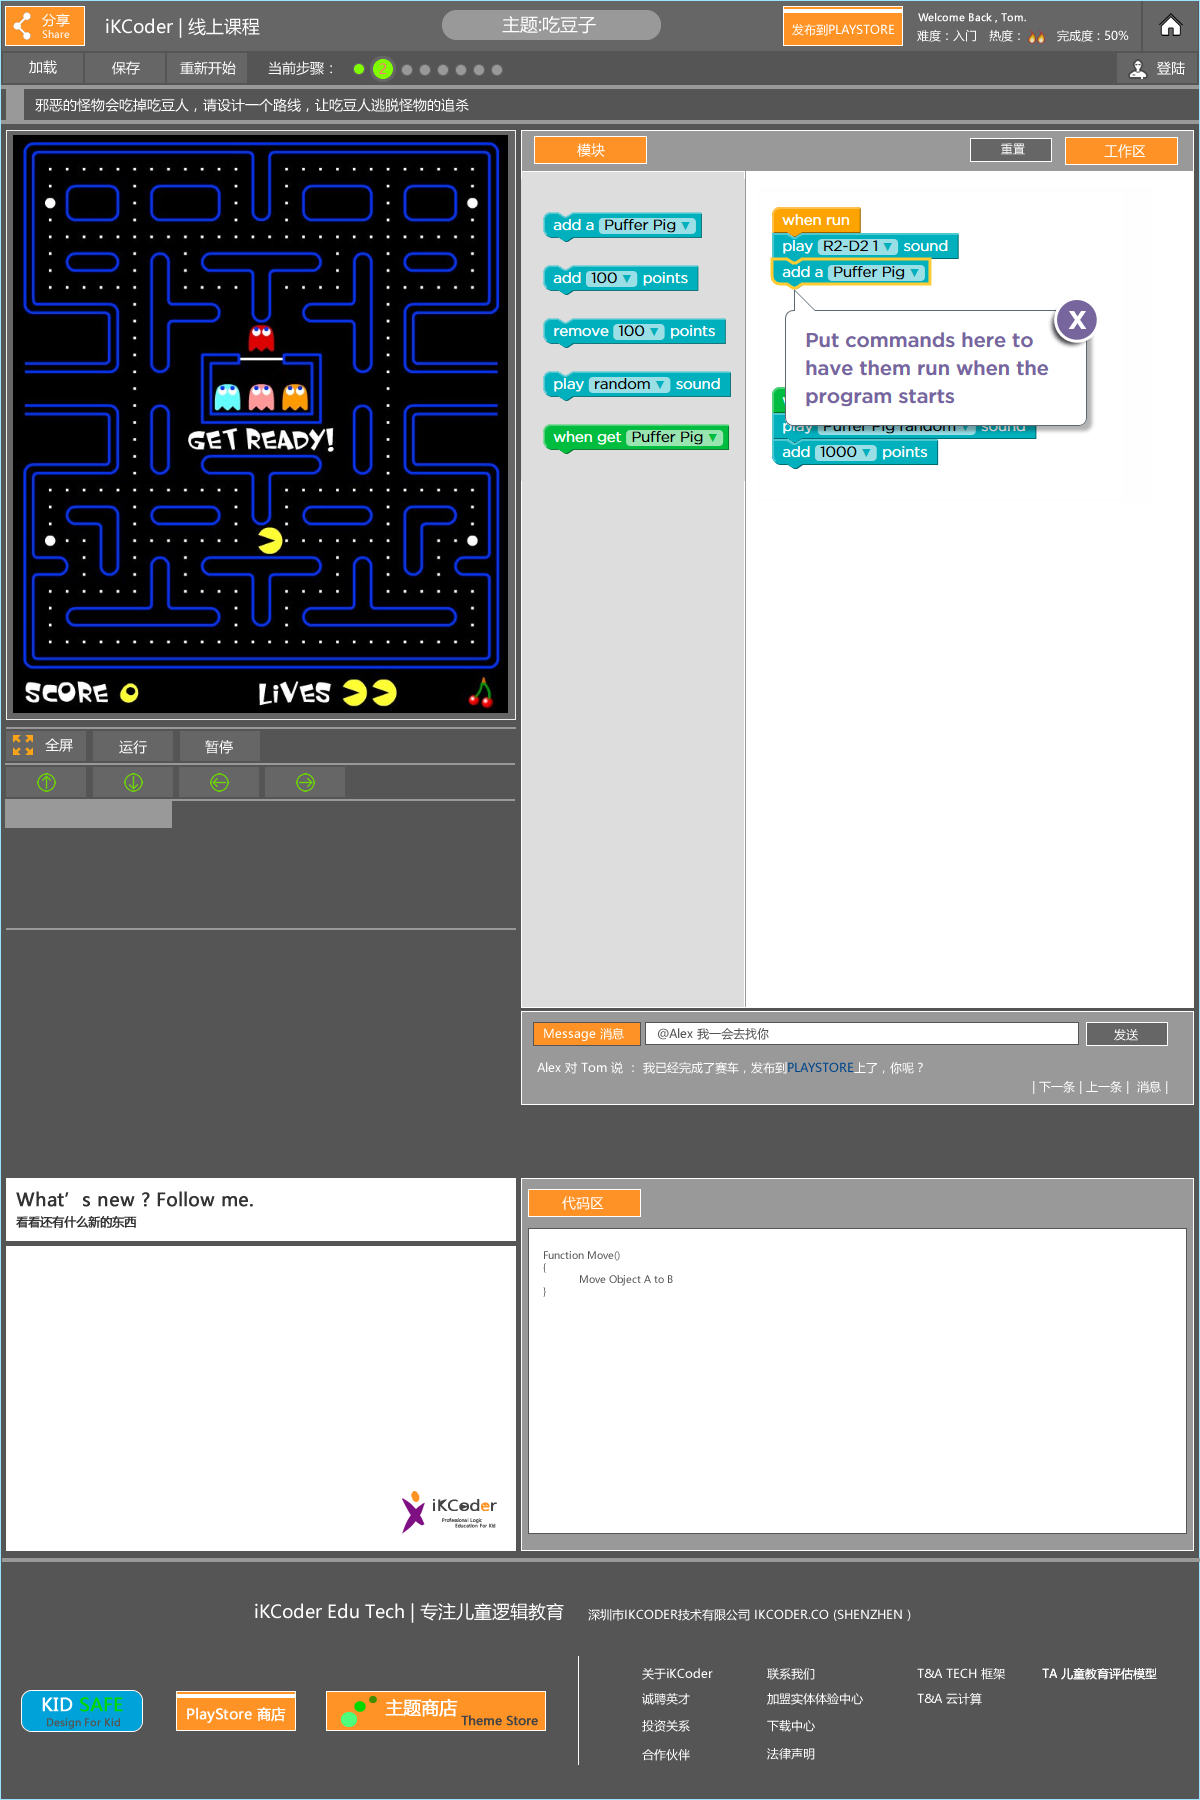 分享
Share
iKCoder | 线上课程
主题:吃豆子
发布到PLAYSTORE
Welcome Back , Tom.
难度：入门 热度： 完成度：50%
加载
保存
重新开始
当前步骤：
2
登陆
邪恶的怪物会吃掉吃豆人，请设计一个路线，让吃豆人逃脱怪物的追杀
GET READY!
SCORE 0
LIVES
全屏
运行
暂停
模块
重置
工作区
add a Puffer Pig
add 100 points
remove 100 points
play random sound
when get Puffer Pig
when run
play R2-D2 1 sound
add a Puffer Pig
X
Put commands here to
have them run when the
program starts
play Puffer Pig random sound
add 1000 points
Message 消息
@Alex 我一会去找你
发送
Alex 对 Tom 说 ： 我已经完成了赛车，发布到PLAYSTORE上了，你呢？
| 下一条 | 上一条 | 消息 |
What's new ? Follow me.
看看还有什么新的东西
iKCoder
Professional Logic
Education For Kid
代码区
Function Move()
{
Move Object A to B
}
iKCoder Edu Tech | 专注儿童逻辑教育
深圳市IKCODER技术有限公司 IKCODER.CO (SHENZHEN )
KID SAFE
Design For Kid
PlayStore 商店
主题商店
Theme Store
关于iKCoder
诚聘英才
投资关系
合作伙伴
联系我们
加盟实体体验中心
下载中心
法律声明
T&A TECH 框架
T&A 云计算
TA 儿童教育评估模型